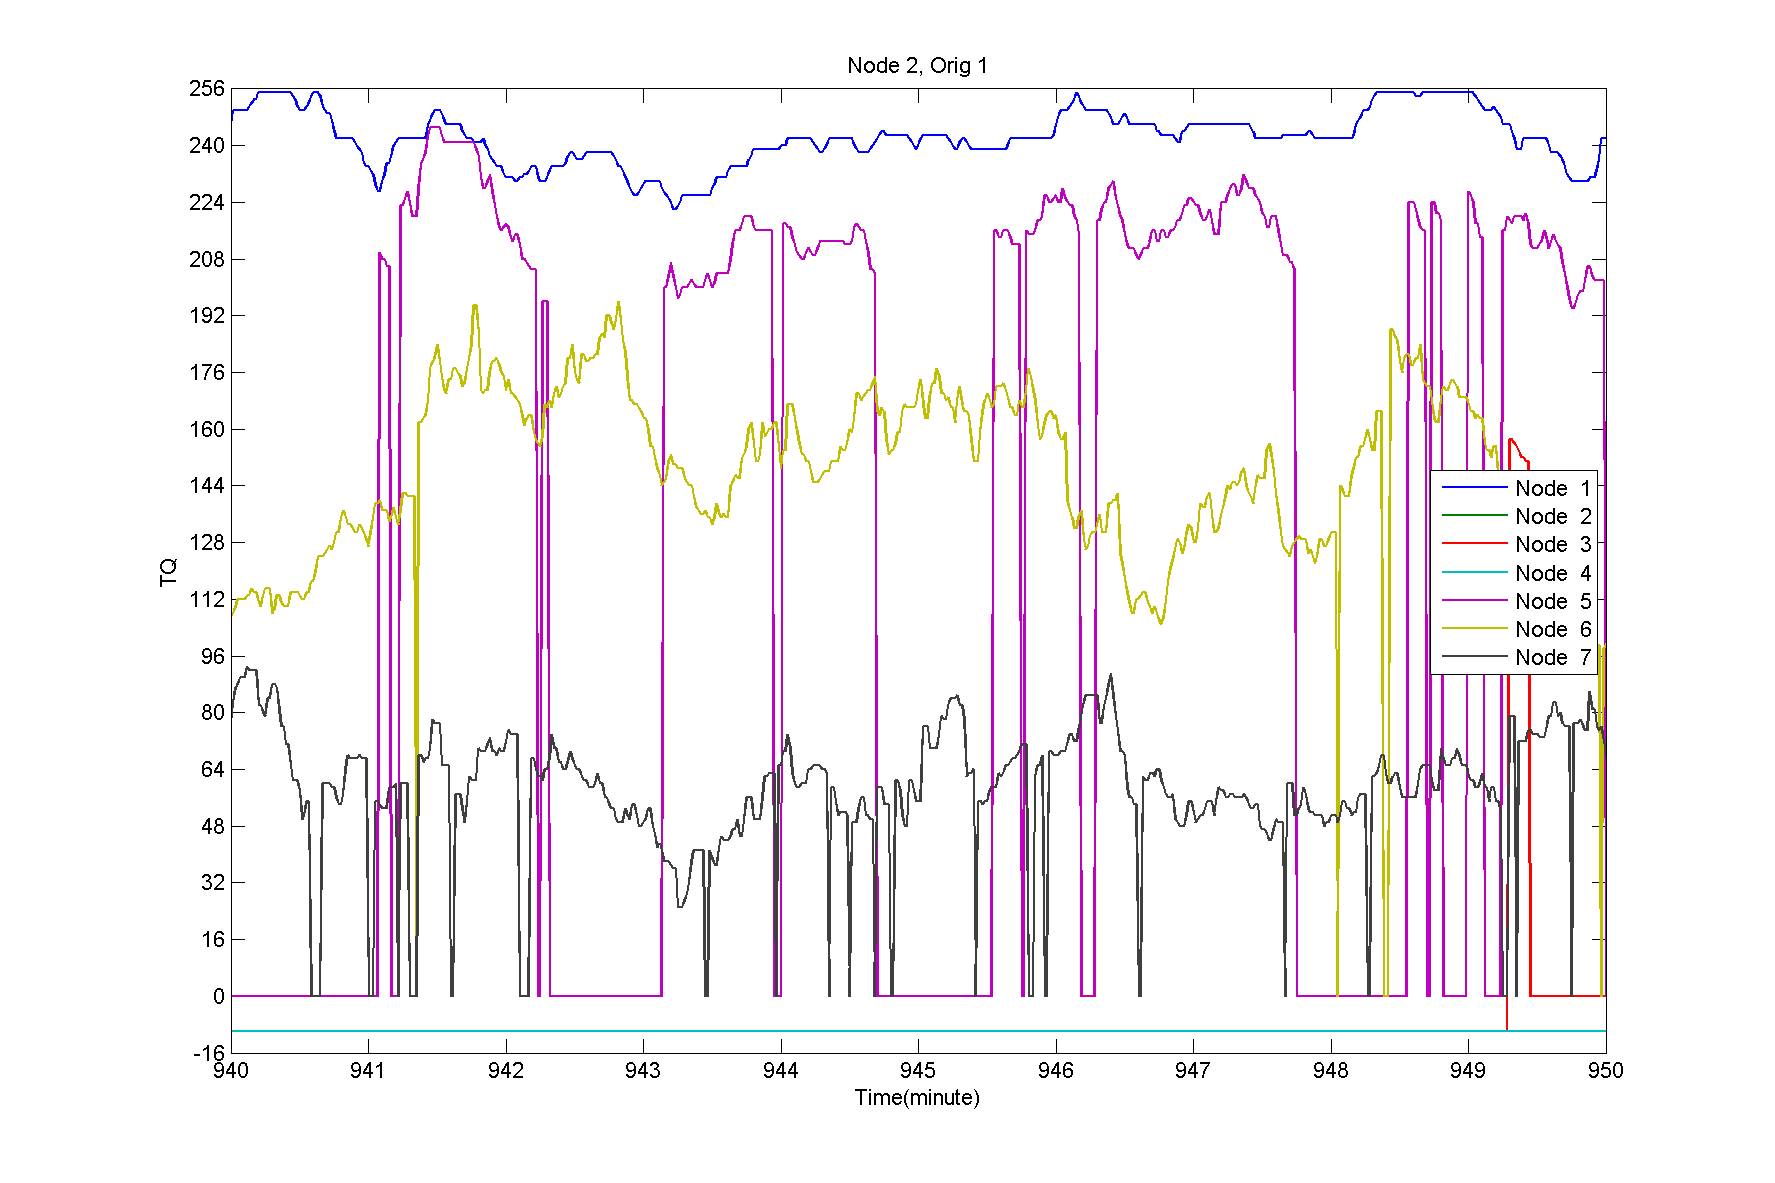 Node 2, Orig 1
256
240
224
208
192
176
160
144
128
112
96
80
64
48
32
16
0
-16
TQ
Node 1
Node 2
Node 3
Node 4
Node 5
Node 6
Node 7
940 941 942 943 944 945 946 947 948 949 950
Time(minute)